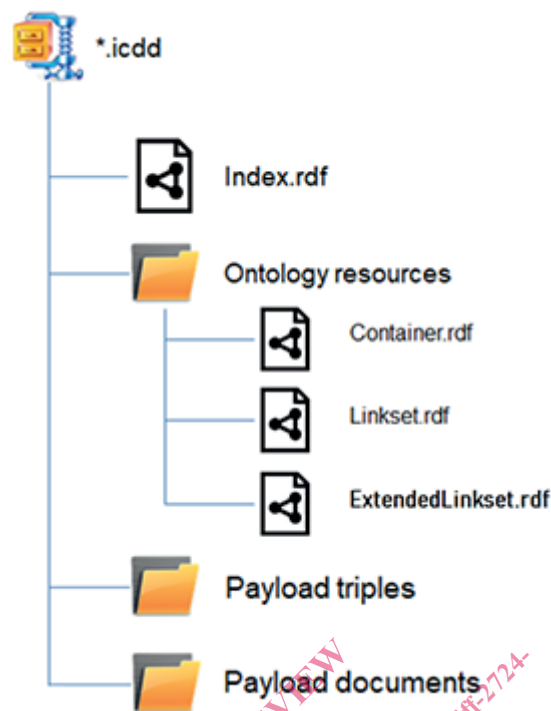 *.icdd
Index.rdf
Ontology resources
Container.rdf
Linkset.rdf
ExtendedLinkset.rdf
Payload triples
Payload documents